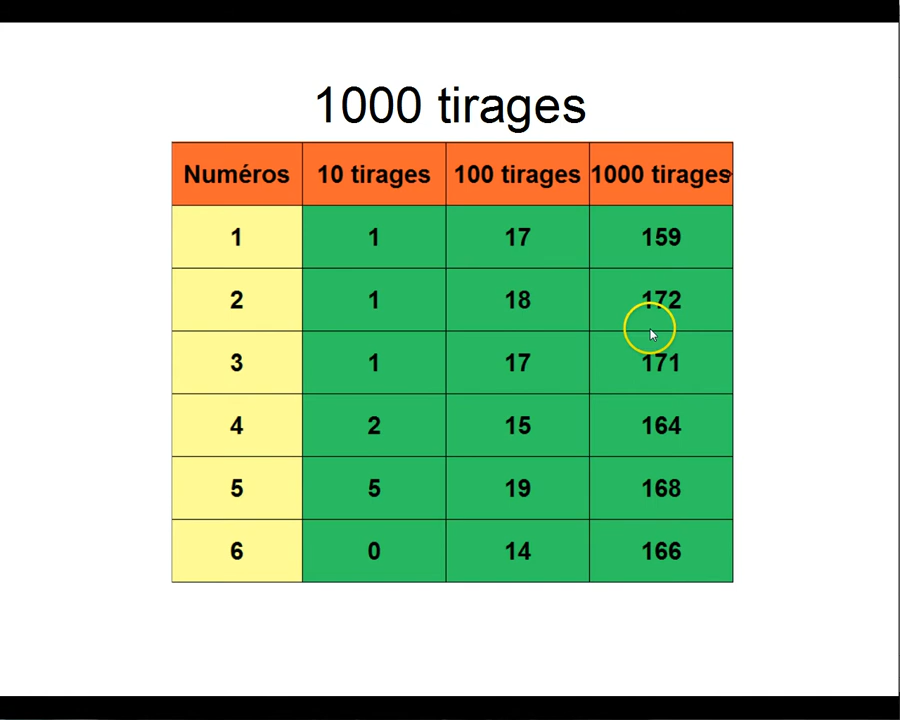 1000 tirages
Numéros 10 tirages 100 tirages 1000 tirages
1 1 17 159
2 1 18 172
3 1 17 171
4 2 15 164
5 5 19 168
6 0 14 166